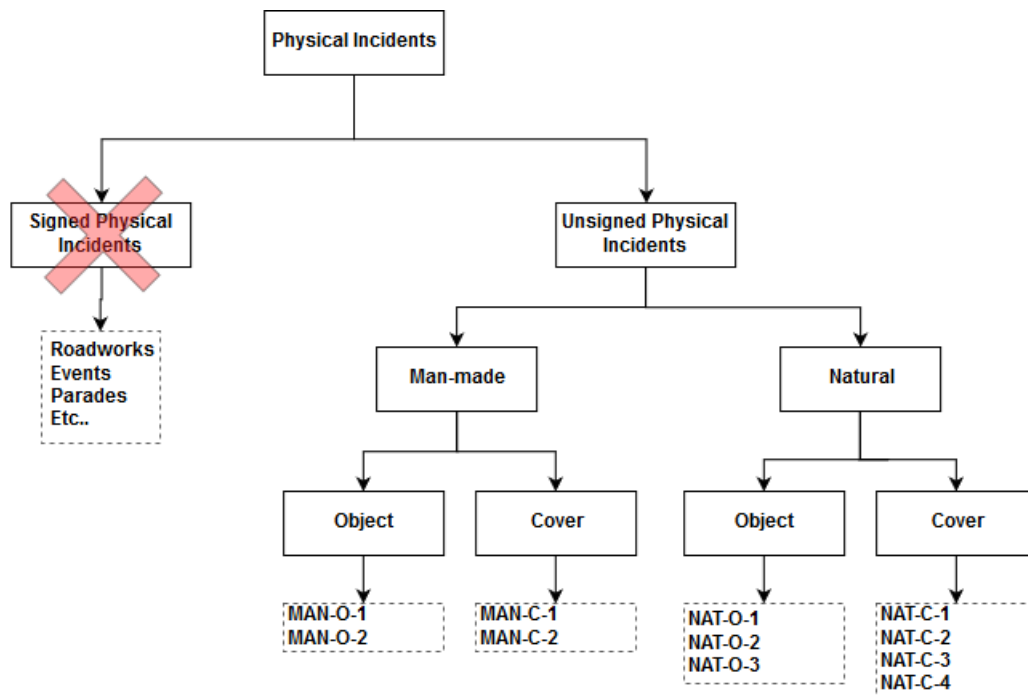 Physical Incidents
Signed Physical
Incidents
Unsigned Physical
Incidents
Roadworks
Events
Parades
Etc..
Man-made
Natural
Object
Cover
Object
Cover
MAN-O-1
MAN-O-2
MAN-C-1
MAN-C-2
NAT-O-1
NAT-O-2
NAT-O-3
NAT-C-1
NAT-C-2
NAT-C-3
NAT-C-4